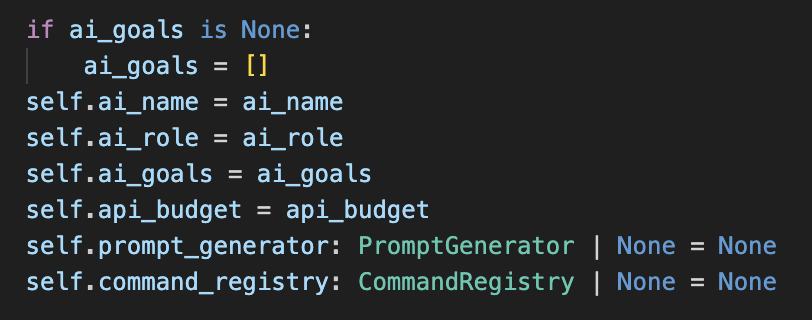 if ai_goals is None:
    ai_goals = []
self.ai_name = ai_name
self.ai_role = ai_role
self.ai_goals = ai_goals
self.api_budget = api_budget
self.prompt_generator: PromptGenerator | None = None
self.command_registry: CommandRegistry | None = None